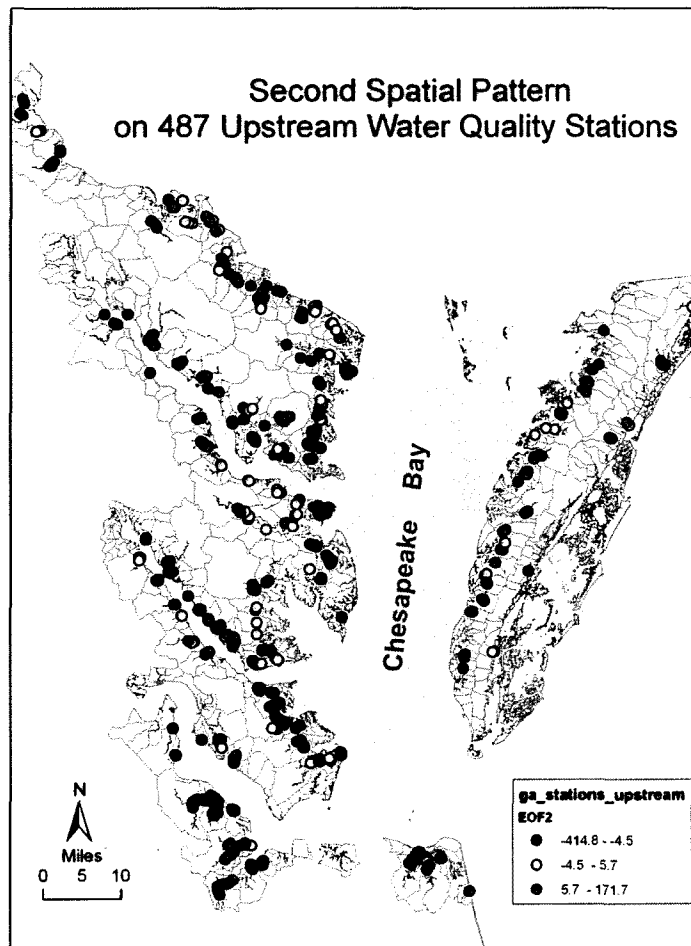 Second Spatial Pattern
on 487 Upstream Water Quality Stations
Chesapeake Bay
N
Miles
0 5 10
ga_stations_upstream
EOF2
-414.8 - -4.5
-4.5 - 5.7
5.7 - 171.7